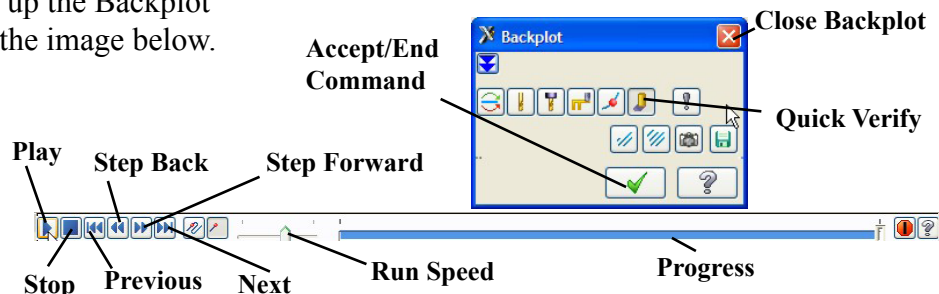 up the Backplot
the image below.
Backplot
Close Backplot
Accept/End
Command
Quick Verify
Play
Step Back
Step Forward
Stop
Previous
Next
Run Speed
Progress